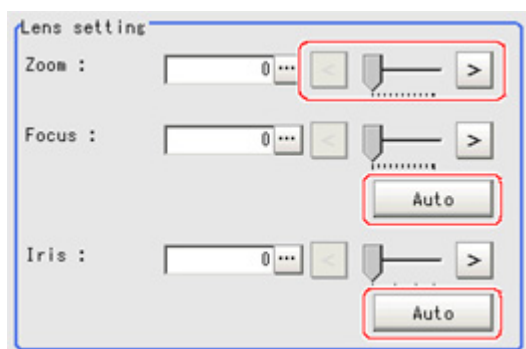 Lens setting
Zoom : 0 ... < >
Focus : 0 ... < >
Auto
Iris : 0 ... < >
Auto